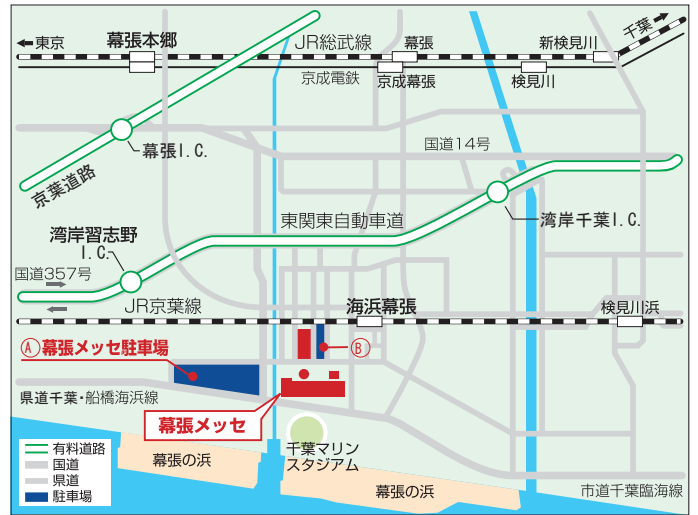 東京
幕張本郷
JR総武線
幕張
新検見川
千葉
京成電鉄
京成幕張
検見川
幕張I.C.
国道14号
京葉道路
東関東自動車道
湾岸千葉I.C.
湾岸習志野
I.C.
国道357号
JR京葉線
海浜幕張
検見川浜
Ⓐ幕張メッセ駐車場
Ⓑ
県道千葉・船橋海浜線
幕張メッセ
千葉マリン
スタジアム
有料道路
国道
県道
駐車場
幕張の浜
幕張の浜
市道千葉臨海線